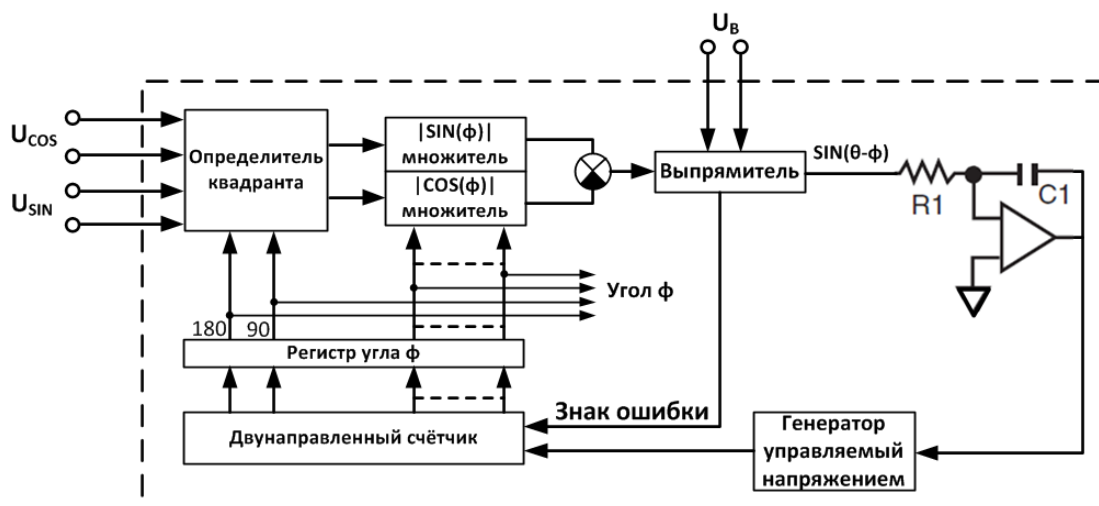 U_B
U_COS
U_SIN
Определитель
квадранта
|SIN(ϕ)|
множитель
|COS(ϕ)|
множитель
Выпрямитель
SIN(θ-ϕ)
R1
C1
Угол ϕ
180
90
Регистр угла ϕ
Знак ошибки
Двунаправленный счётчик
Генератор
управляемый
напряжением